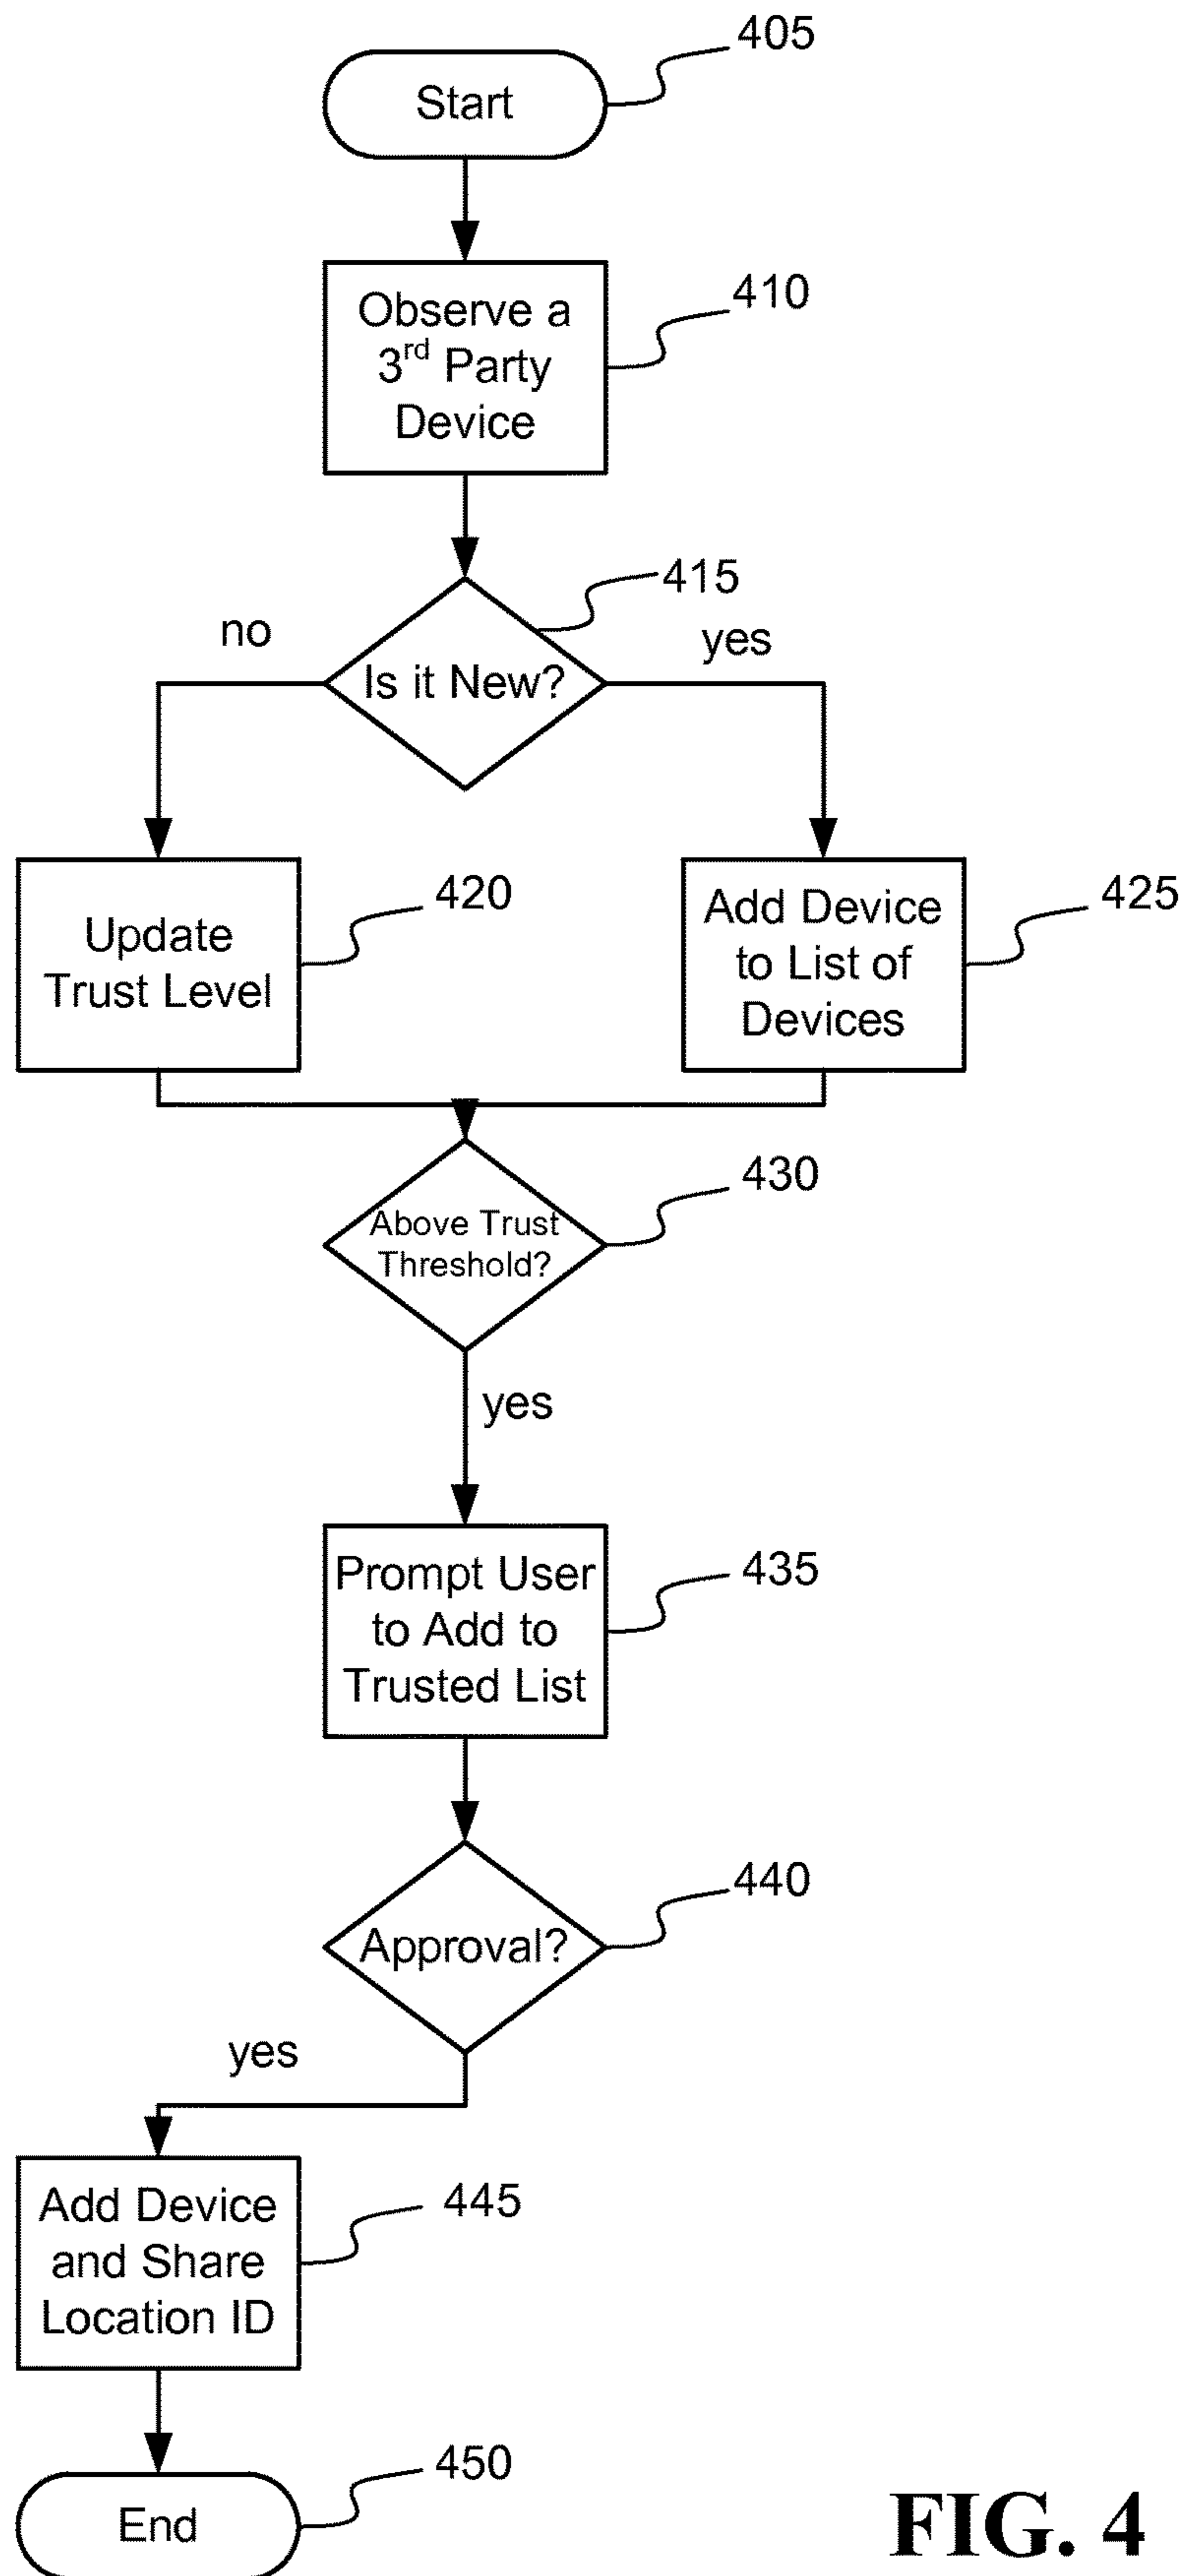 405
Start
410
Observe a
3rd Party
Device
415
no
yes
Is it New?
420
Update
Trust Level
425
Add Device
to List of
Devices
430
Above Trust
Threshold?
yes
435
Prompt User
to Add to
Trusted List
440
Approval?
yes
445
Add Device
and Share
Location ID
450
End
FIG. 4